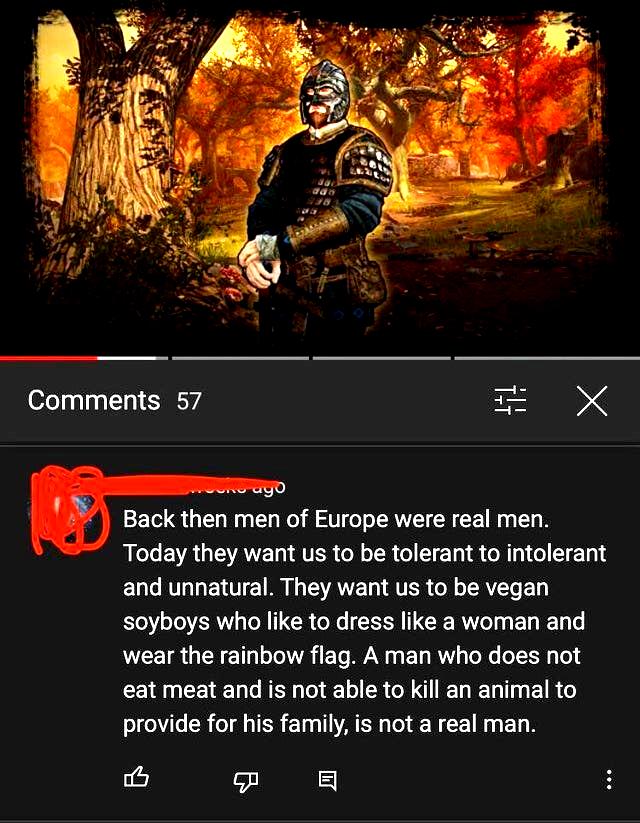 Comments 57
ago
Back then men of Europe were real men.
Today they want us to be tolerant to intolerant
and unnatural. They want us to be vegan
soyboys who like to dress like a woman and
wear the rainbow flag. A man who does not
eat meat and is not able to kill an animal to
provide for his family, is not a real man.